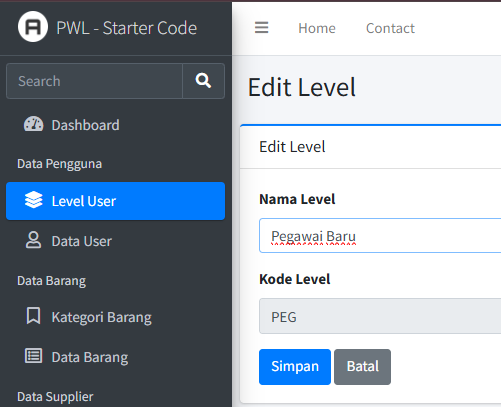 PWL - Starter Code
Home
Contact
Search
Edit Level
Dashboard
Data Pengguna
Edit Level
Level User
Nama Level
Data User
Pegawai Baru
Data Barang
Kode Level
Kategori Barang
PEG
Data Barang
Simpan
Batal
Data Supplier